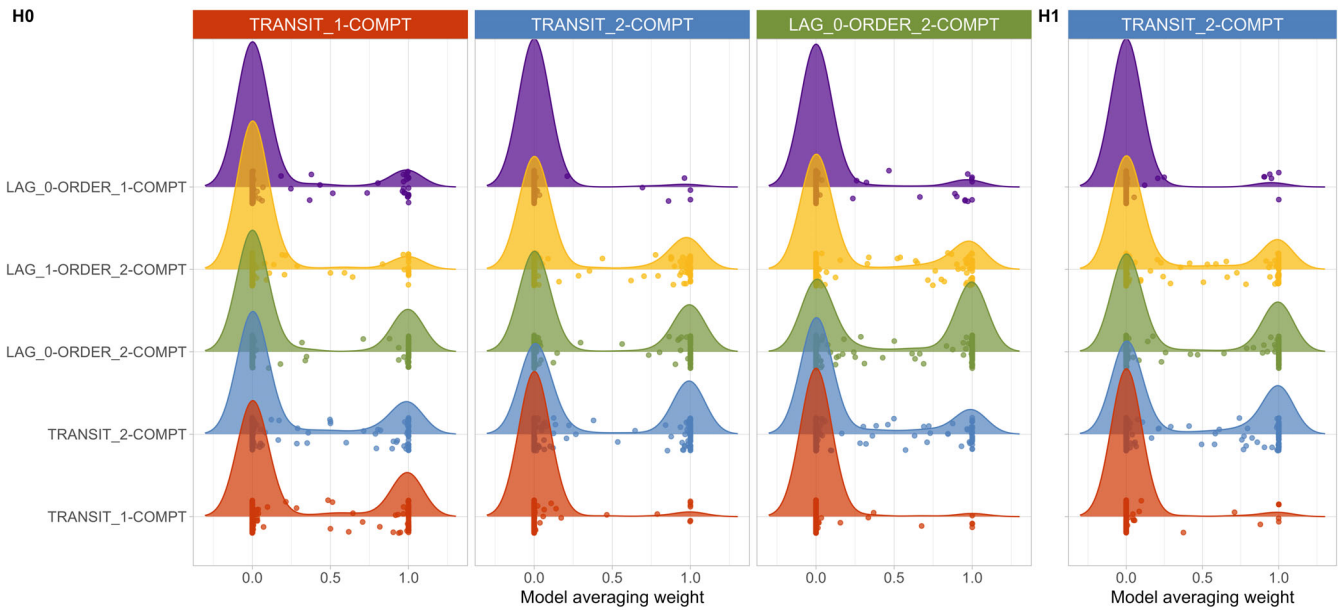 H0
TRANSIT_1-COMPT
TRANSIT_2-COMPT
LAG_0-ORDER_2-COMPT
H1
TRANSIT_2-COMPT
LAG_0-ORDER_1-COMPT
LAG_1-ORDER_2-COMPT
LAG_0-ORDER_2-COMPT
TRANSIT_2-COMPT
TRANSIT_1-COMPT
0.0 0.5 1.0
0.0 0.5 1.0
0.0 0.5 1.0
0.0 0.5 1.0
Model averaging weight
Model averaging weight